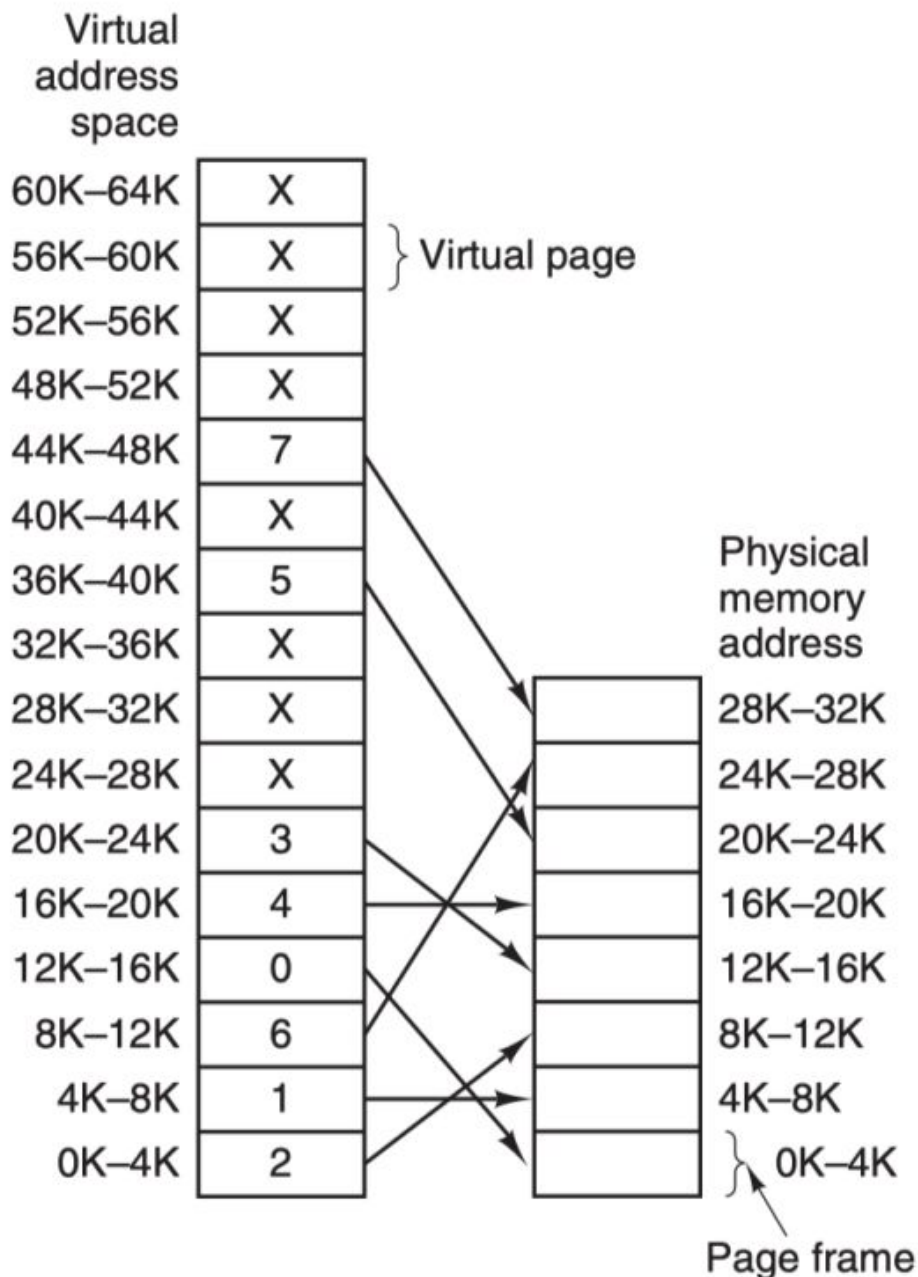 Virtual
address
space
60K–64K X
56K–60K X Virtual page
52K–56K X
48K–52K X
44K–48K 7
40K–44K X
36K–40K 5
32K–36K X
28K–32K X
24K–28K X
20K–24K 3
16K–20K 4
12K–16K 0
8K–12K 6
4K–8K 1
0K–4K 2
Physical
memory
address
28K–32K
24K–28K
20K–24K
16K–20K
12K–16K
8K–12K
4K–8K
0K–4K
Page frame